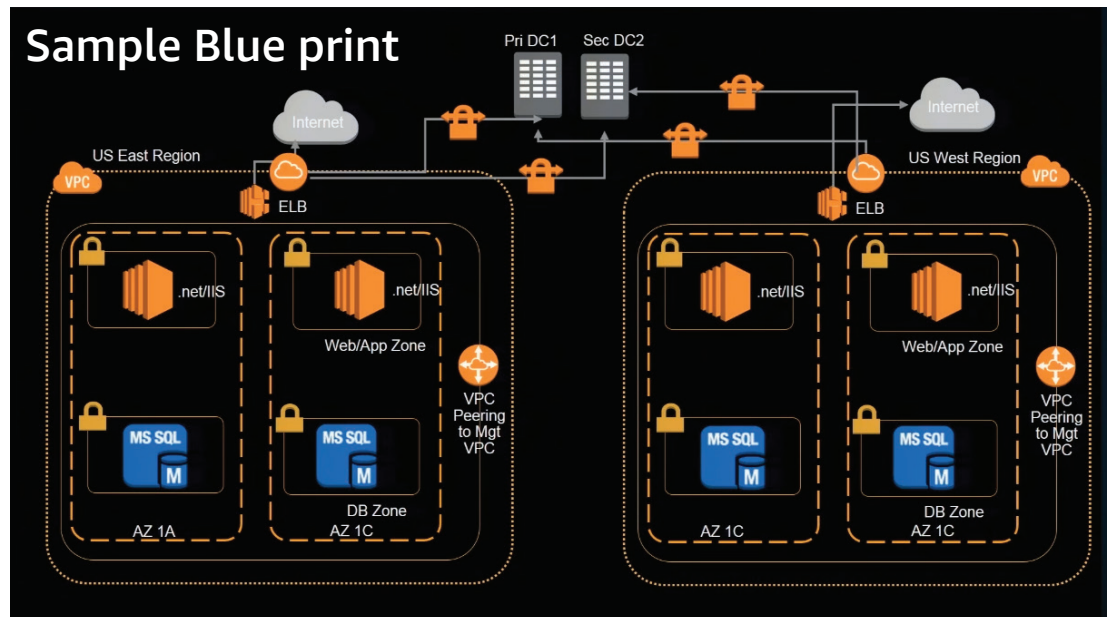 Sample Blue print
Pri DC1
Sec DC2
Internet
Internet
US East Region
US West Region
VPC
VPC
ELB
ELB
.net/IIS
.net/IIS
Web/App Zone
VPC
Peering
to Mgt
VPC
MS SQL
M
MS SQL
M
DB Zone
AZ 1A
AZ 1C
.net/IIS
.net/IIS
Web/App Zone
VPC
Peering
to Mgt
VPC
MS SQL
M
MS SQL
M
DB Zone
AZ 1C
AZ 1C